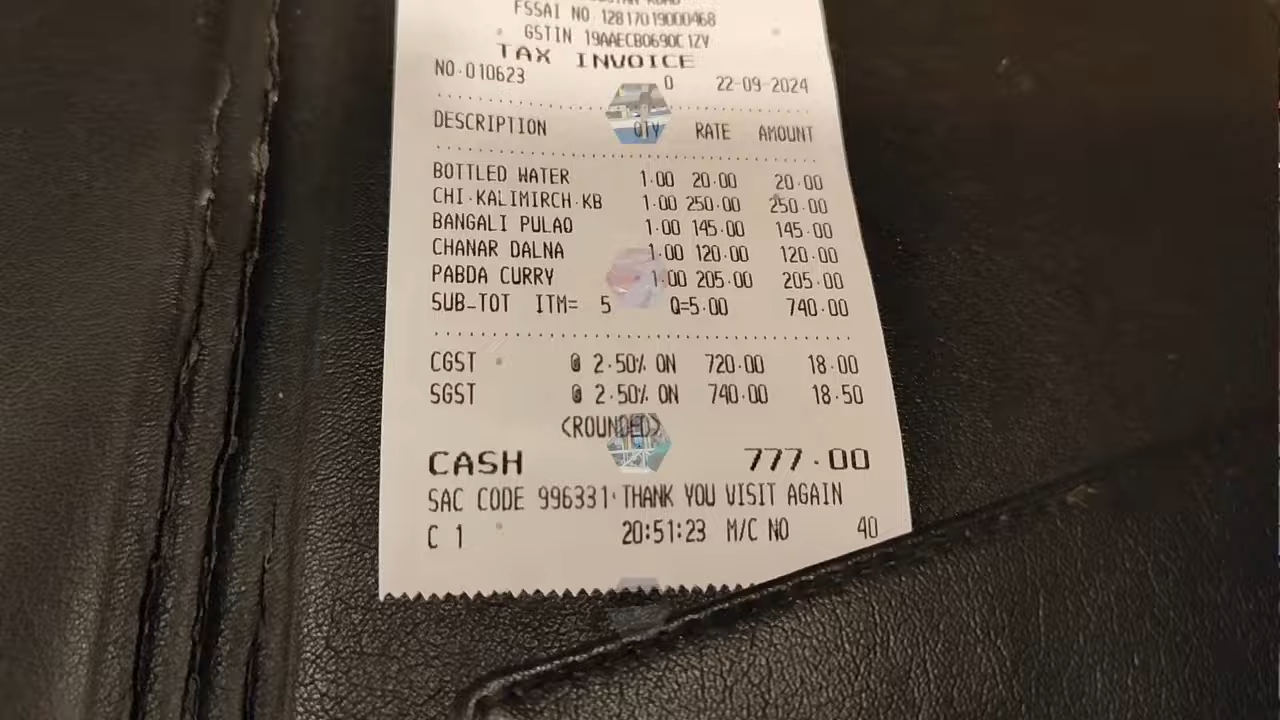 FSSAI NO 12817019000468
GSTIN 19AAECB0690C1ZV
TAX INVOICE
NO·010623 0 22-09-2024
DESCRIPTION QTY RATE AMOUNT
BOTTLED WATER 1·00 20·00 20·00
CHI·KALIMIRCH·KB 1·00 250·00 250·00
BANGALI PULAO 1·00 145·00 145·00
CHANAR DALNA 1·00 120·00 120·00
PABDA CURRY 1·00 205·00 205·00
SUB-TOT ITM= 5 Q=5·00 740·00
CGST @ 2·50% ON 720·00 18·00
SGST @ 2·50% ON 740·00 18·50
<ROUNDED>
CASH 777·00
SAC CODE 996331·THANK YOU VISIT AGAIN
C 1 20:51:23 M/C NO 40